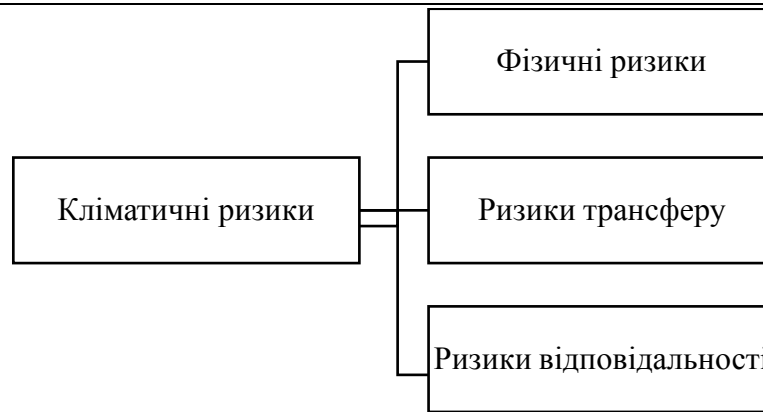 Фізичні ризики
Кліматичні ризики
Ризики трансферу
Ризики відповідальності